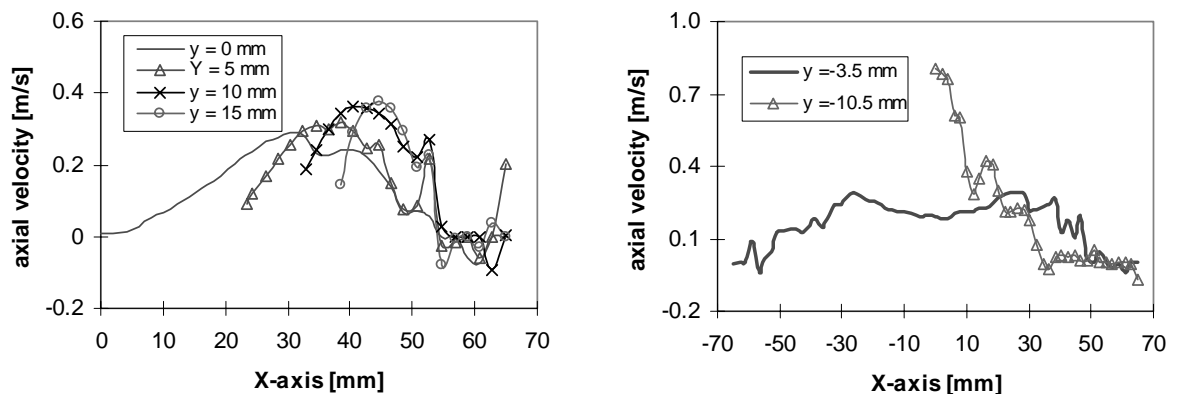 0.6
0.4
0.2
0
-0.2
axial velocity [m/s]
y = 0 mm
Y = 5 mm
y = 10 mm
y = 15 mm
0 10 20 30 40 50 60 70
X-axis [mm]
1.0
0.7
0.4
0.1
-0.2
axial velocity [m/s]
y =-3.5 mm
y =-10.5 mm
-70 -50 -30 -10 10 30 50 70
X-axis [mm]